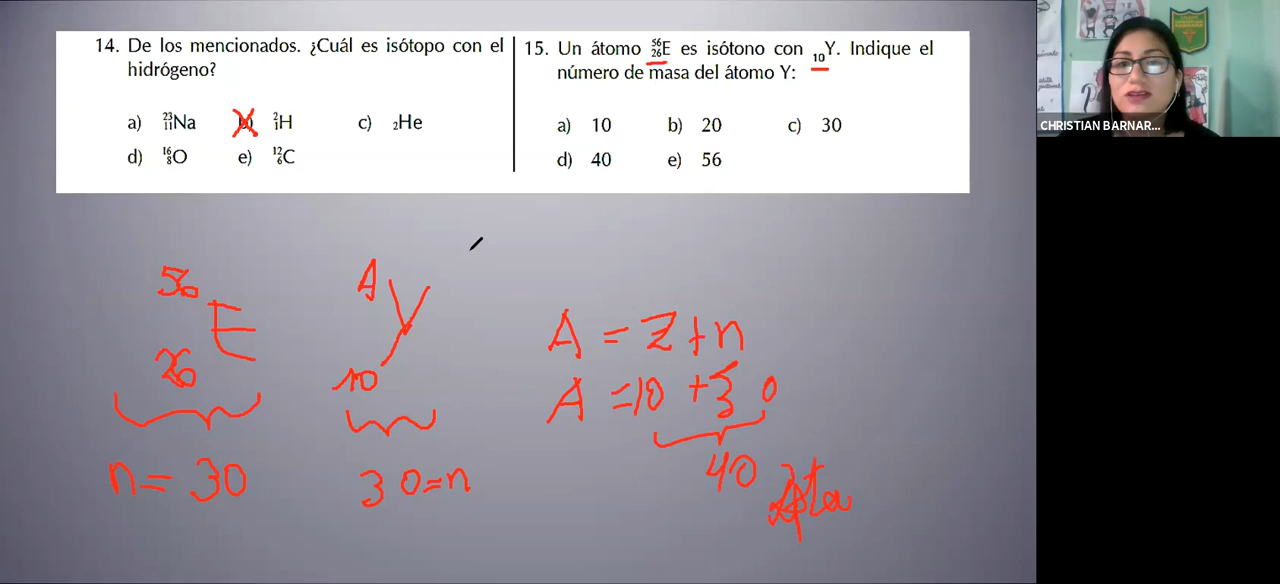 14. De los mencionados. ¿Cuál es isótopo con el
hidrógeno?
a) ²³₁₁Na b) ²₁H c) ₂He
d) ¹⁶₈O e) ¹²₆C
15. Un átomo ⁵⁶₂₆E es isótono con ₁₀Y. Indique el
número de masa del átomo Y:
a) 10 b) 20 c) 30
d) 40 e) 56
CHRISTIAN BARNAR...
56
E
26
n = 30
A
Y
10
30=n
A = Z+n
A =10 +30
40 Rpta